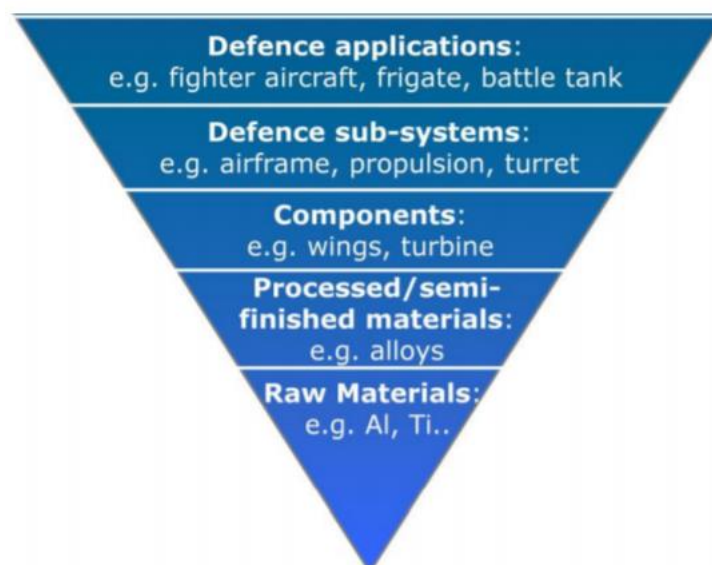 Defence applications:
e.g. fighter aircraft, frigate, battle tank
Defence sub-systems:
e.g. airframe, propulsion, turret
Components:
e.g. wings, turbine
Processed/semi-
finished materials:
e.g. alloys
Raw Materials:
e.g. Al, Ti..